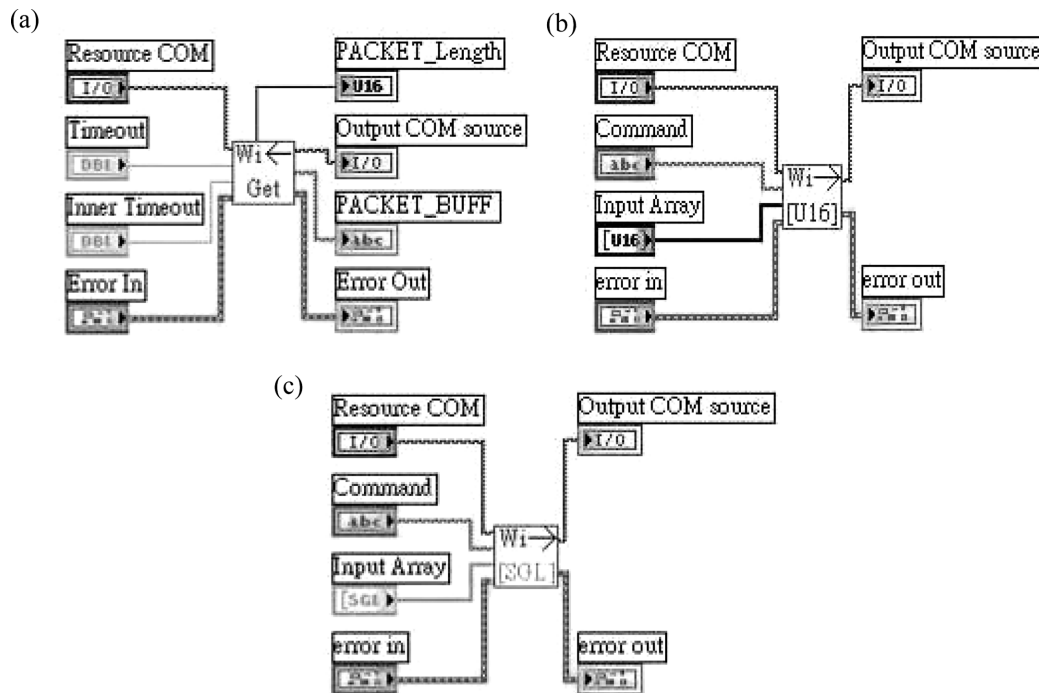 (a)
Resource COM
I/O
Timeout
DBL
Inner Timeout
DBL
Error In
Wi
Get
PACKET_Length
U16
Output COM source
I/O
PACKET_BUFF
abc
Error Out
(b)
Resource COM
I/O
Command
abc
Input Array
[U16]
error in
Wi
[U16]
Output COM source
I/O
error out
(c)
Resource COM
I/O
Command
abc
Input Array
[SGL]
error in
Wi
[SGL]
Output COM source
I/O
error out